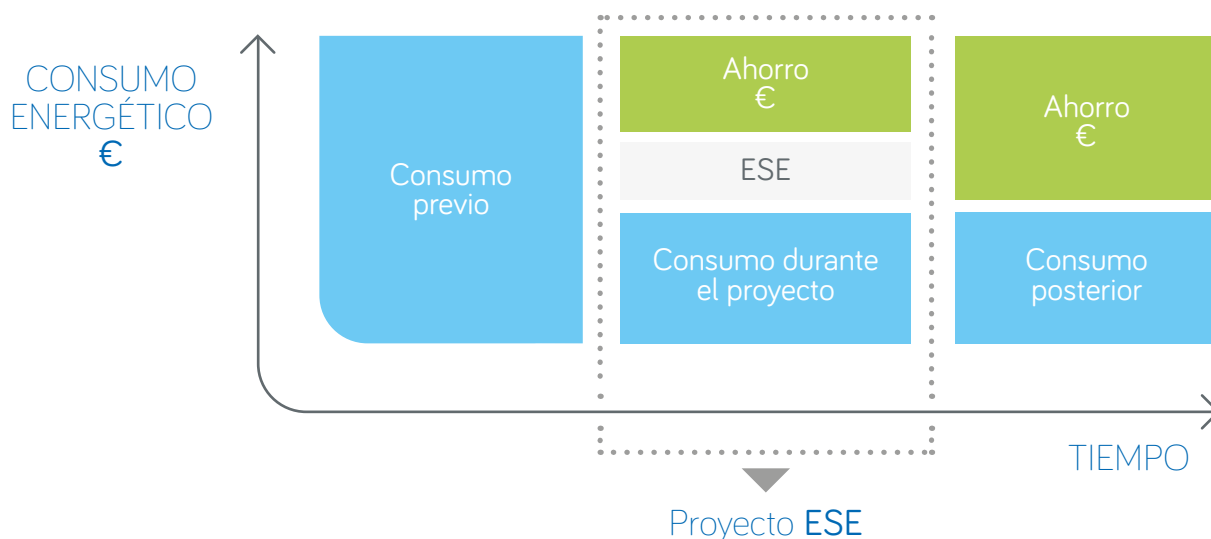 CONSUMO
ENERGÉTICO
€
Consumo
previo
Ahorro
€
ESE
Consumo durante
el proyecto
Ahorro
€
Consumo
posterior
TIEMPO
Proyecto ESE